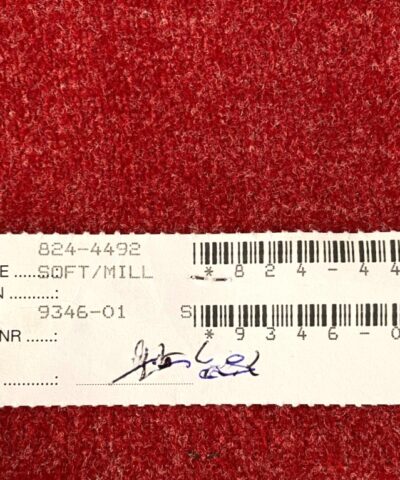 824-4492
E ......: SOFT/MILL *824-44
N ......:
9346-01 S
NR ......: *9346-0
......: